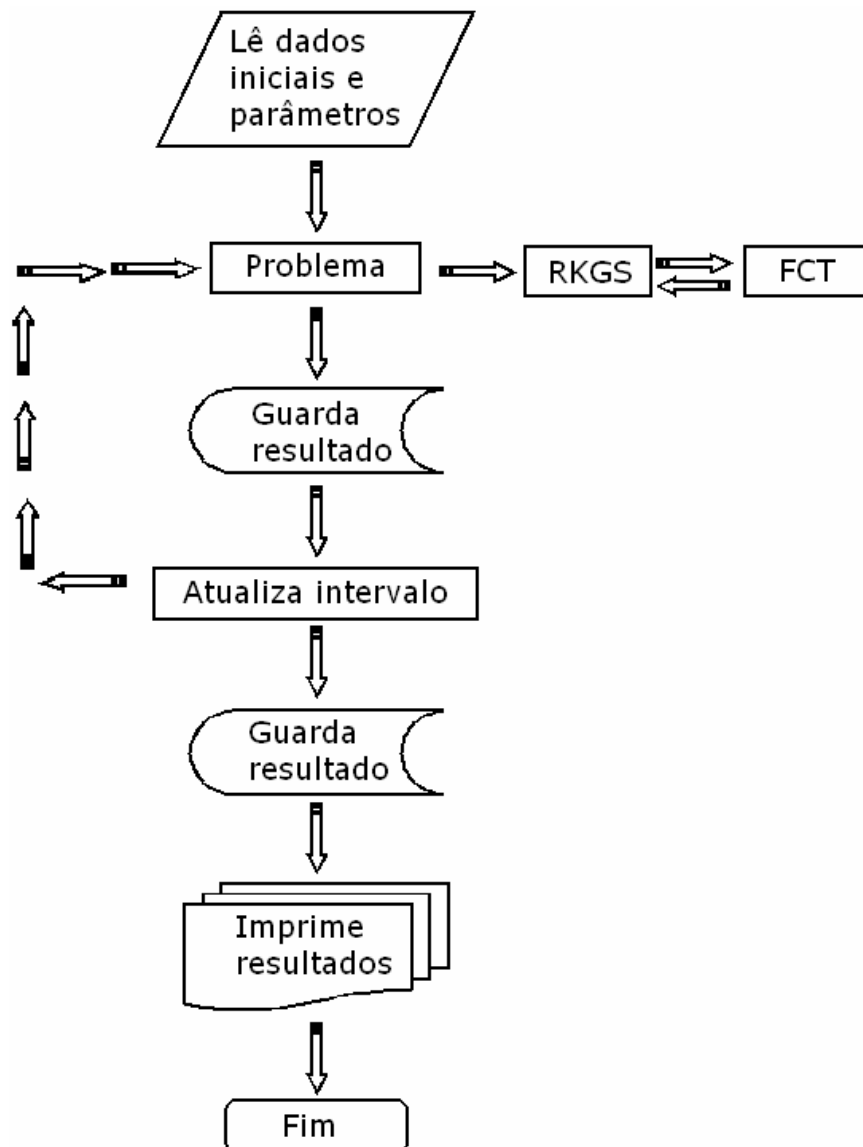 Lê dados
iniciais e
parâmetros
Problema
RKGS
FCT
Guarda
resultado
Atualiza intervalo
Guarda
resultado
Imprime
resultados
Fim